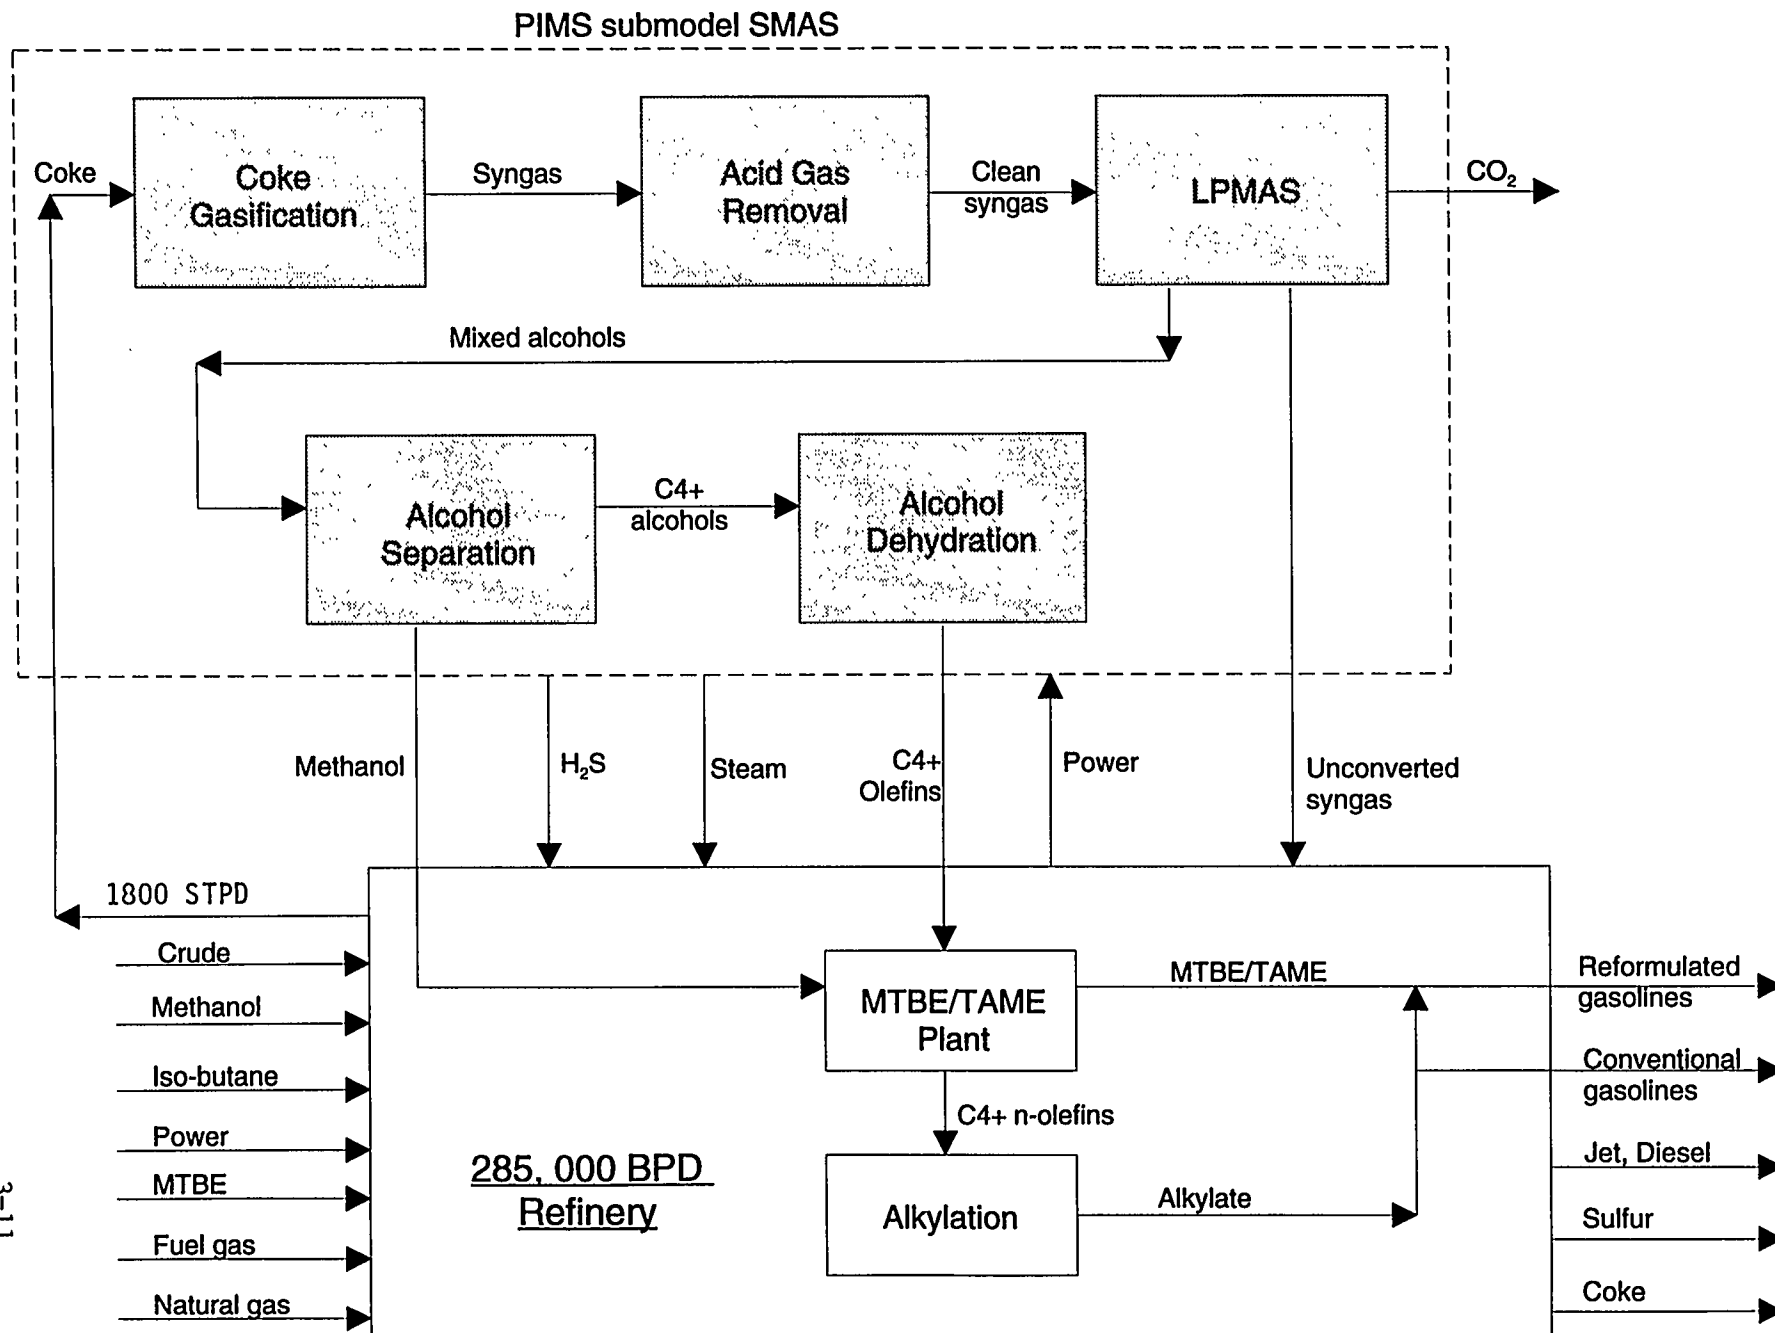 PIMS submodel SMAS
Coke
Coke
Gasification
Syngas
Acid Gas
Removal
Clean
syngas
LPMAS
CO₂
Mixed alcohols
Alcohol
Separation
C4+
alcohols
Alcohol
Dehydration
Methanol
H₂S
Steam
C4+
Olefins
Power
Unconverted
syngas
1800 STPD
Crude
Methanol
Iso-butane
Power
MTBE
Fuel gas
Natural gas
285, 000 BPD
Refinery
MTBE/TAME
Plant
MTBE/TAME
C4+ n-olefins
Alkylation
Alkylate
Reformulated
gasolines
Conventional
gasolines
Jet, Diesel
Sulfur
Coke
3-11